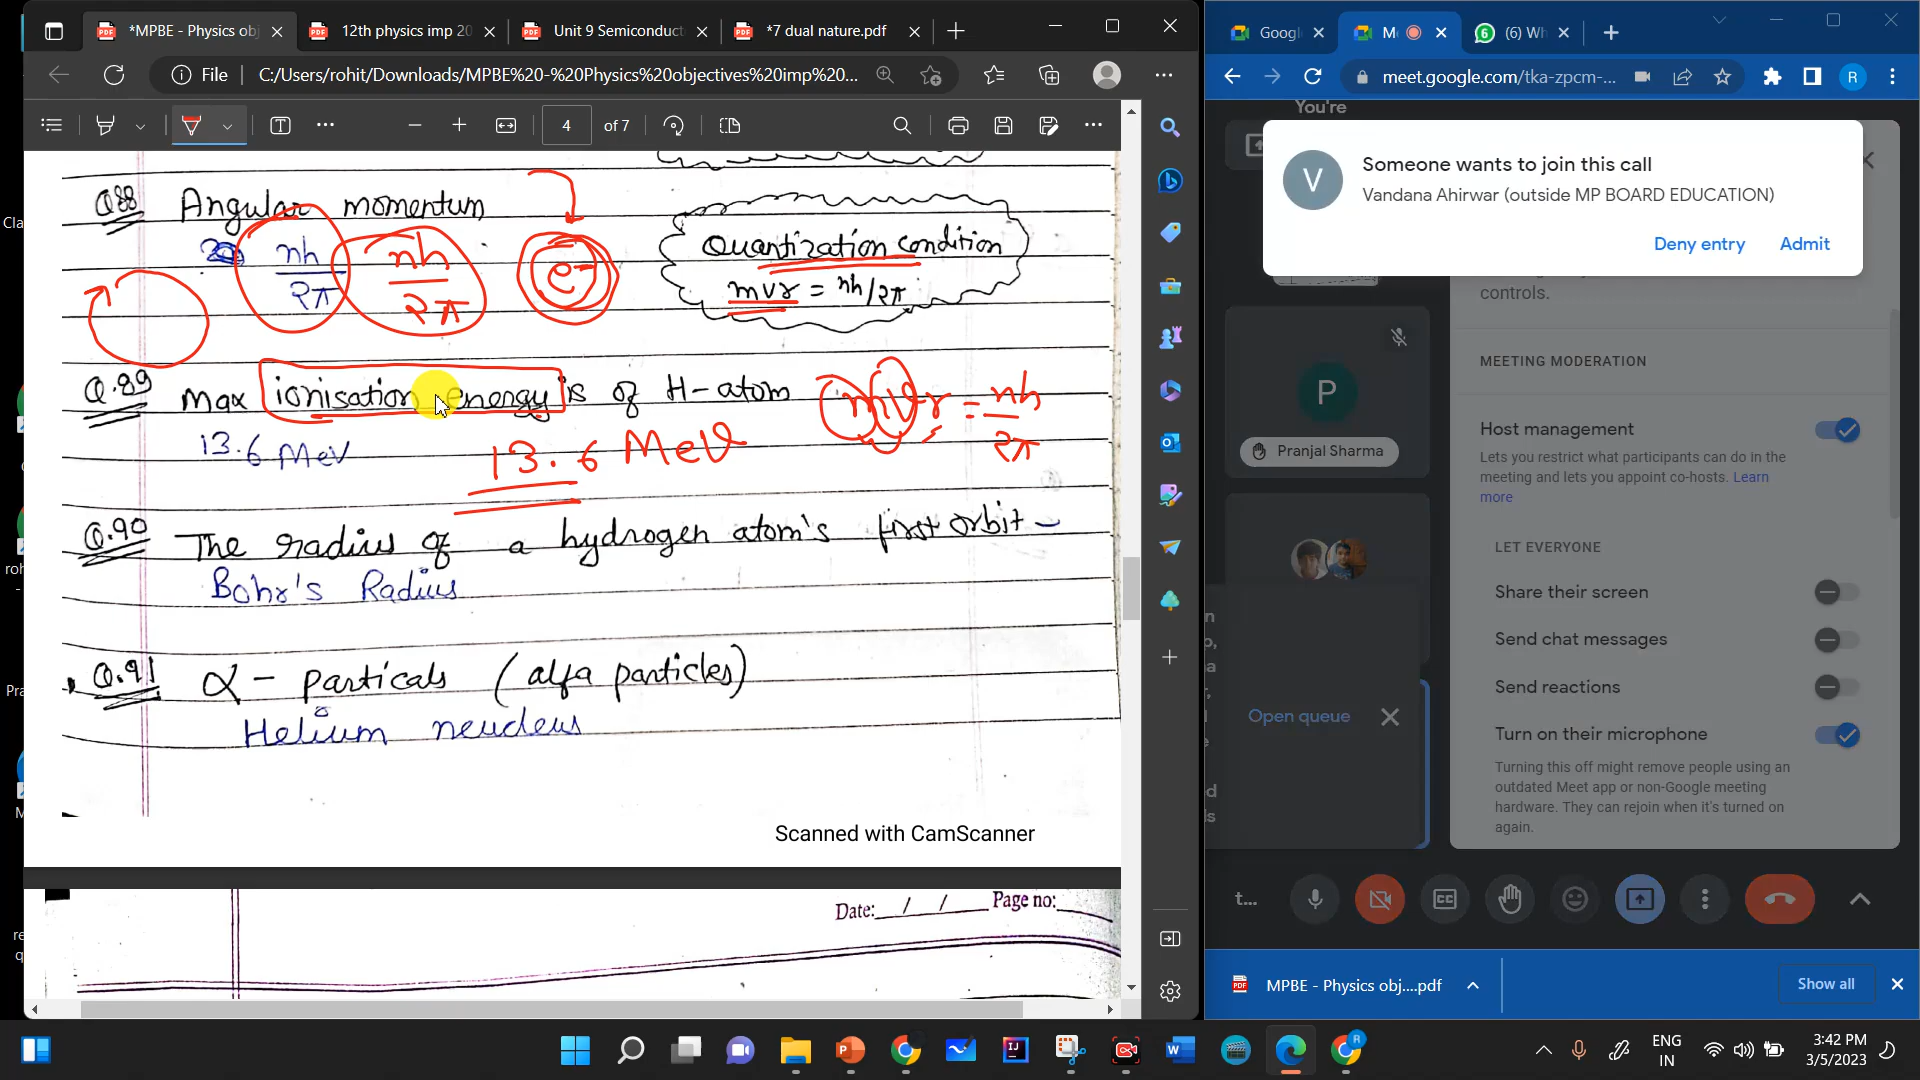 *MPBE - Physics obj
12th physics imp 20
Unit 9 Semiconduct
*7 dual nature.pdf
File
C:/Users/rohit/Downloads/MPBE%20-%20Physics%20objectives%20imp%20...
4 of 7
Q.88 Angular momentum
nh/2π
nh/2π
e-
Quantization condition
mvr = nh/2π
Q.89 Max ionisation energy is of H-atom
mvr = nh/2π
13.6 MeV
13.6 MeV
Q.90 The radius of a hydrogen atom's first orbit -
Bohr's Radius
Q.91 α - particals (alfa particles)
Helium neucleus
Scanned with CamScanner
Date: / / Page no:
Googl
M
(6) Wh
meet.google.com/tka-zpcm-...
R
You're
V
Someone wants to join this call
Vandana Ahirwar (outside MP BOARD EDUCATION)
Deny entry
Admit
controls.
MEETING MODERATION
P
Pranjal Sharma
Host management
Lets you restrict what participants can do in the
meeting and lets you appoint co-hosts. Learn
more
LET EVERYONE
Share their screen
Send chat messages
Send reactions
Turn on their microphone
Turning this off might remove people using an
outdated Meet app or non-Google meeting
hardware. They can rejoin when it's turned on
again.
Open queue
t...
MPBE - Physics obj....pdf
Show all
ENG
IN
3:42 PM
3/5/2023